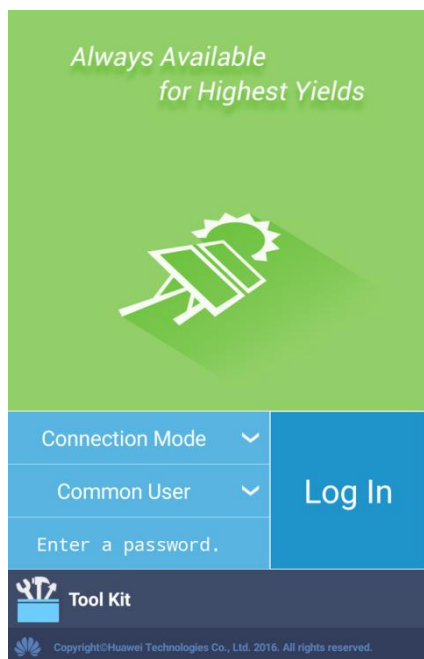 Always Available
for Highest Yields
Connection Mode
Common User
Log In
Enter a password.
Tool Kit
Copyright©Huawei Technologies Co., Ltd. 2016. All rights reserved.